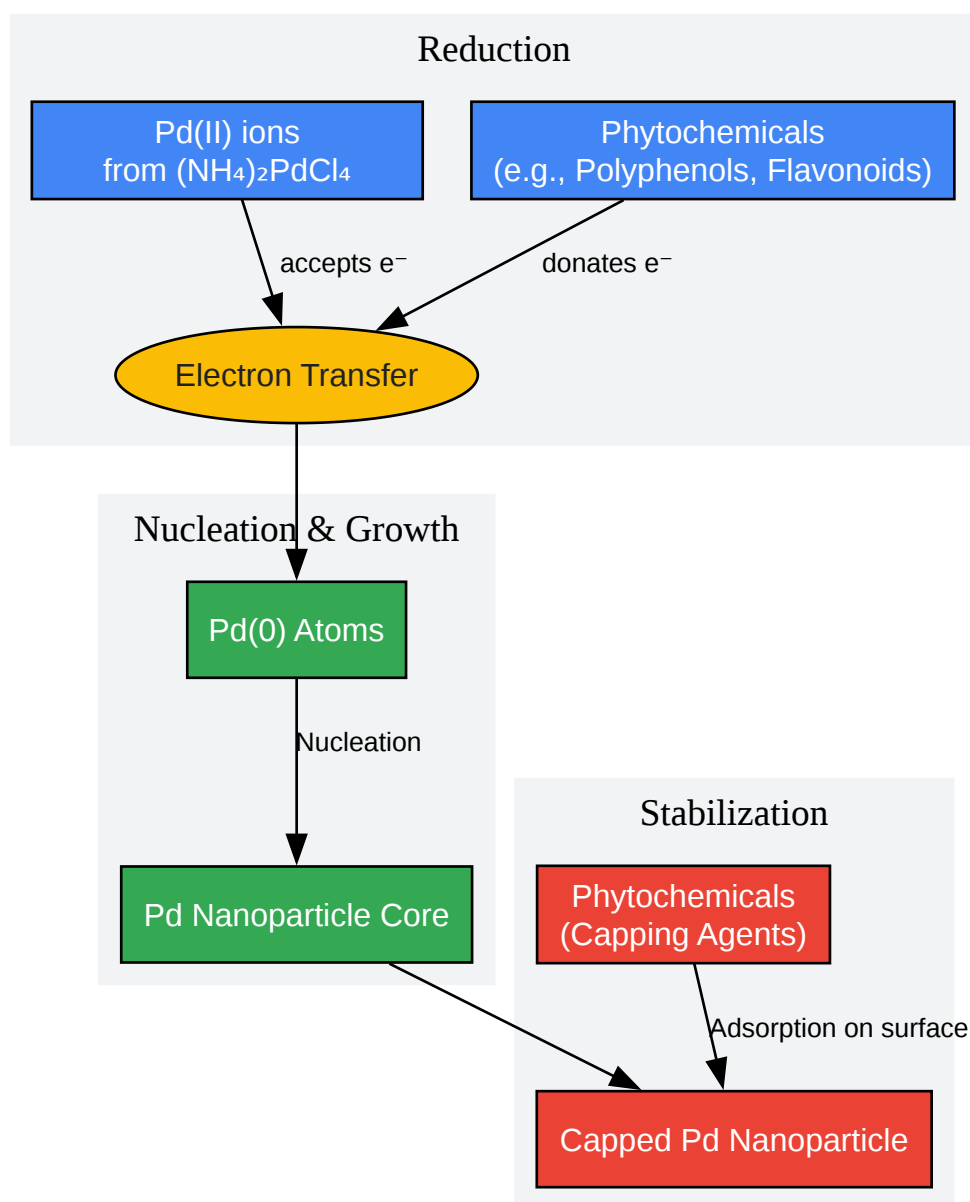 Reduction
Pd(II) ions
from (NH₄)₂PdCl₄
Phytochemicals
(e.g., Polyphenols, Flavonoids)
accepts e⁻
donates e⁻
Electron Transfer
Nucleation & Growth
Pd(0) Atoms
Nucleation
Pd Nanoparticle Core
Stabilization
Phytochemicals
(Capping Agents)
Adsorption on surface
Capped Pd Nanoparticle